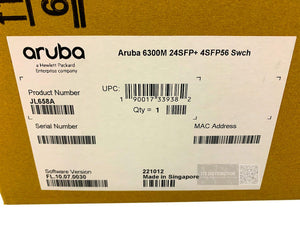 aruba
a Hewlett Packard
Enterprise company
Aruba 6300M 24SFP+ 4SFP56 Swch
Product Number
JL658A
UPC:
1 90017 33938 2
Qty = 1
Serial Number
MAC Address
Software Version
FL.10.07.0030
221012
Made in Singapore